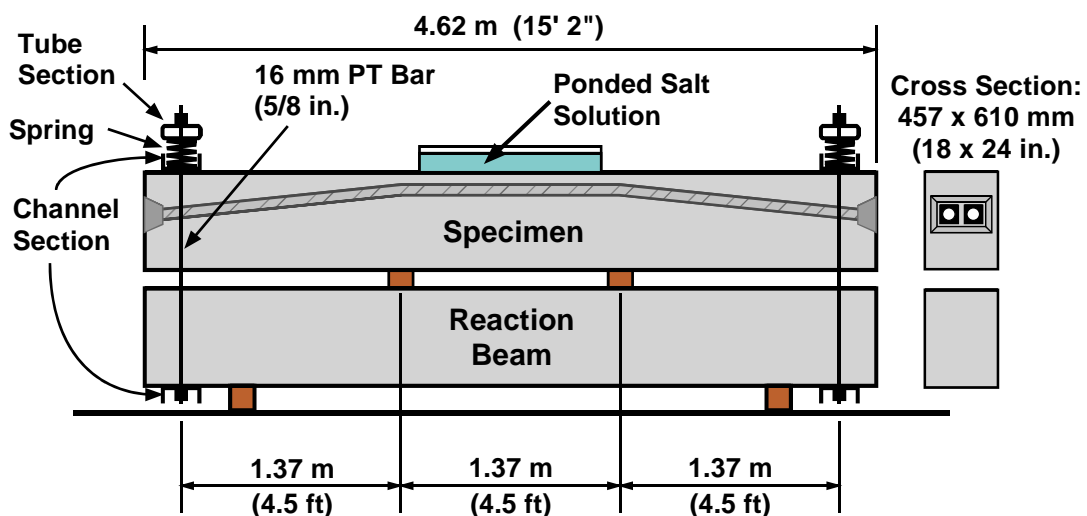 4.62 m (15' 2")
Tube
Section
16 mm PT Bar
(5/8 in.)
Ponded Salt
Solution
Cross Section:
457 x 610 mm
(18 x 24 in.)
Spring
Channel
Section
Specimen
Reaction
Beam
1.37 m
(4.5 ft)
1.37 m
(4.5 ft)
1.37 m
(4.5 ft)